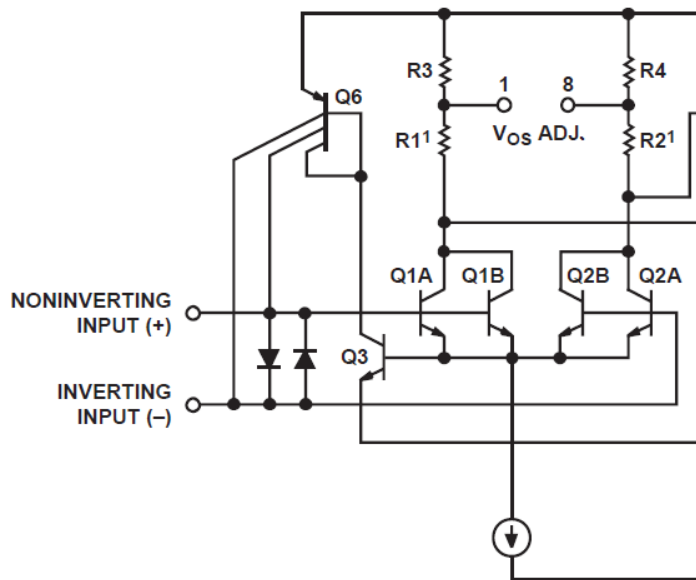 Q6
R3
1
8
R4
R1¹
V_OS ADJ.
R2¹
Q1A
Q1B
Q2B
Q2A
NONINVERTING
INPUT (+)
Q3
INVERTING
INPUT (–)